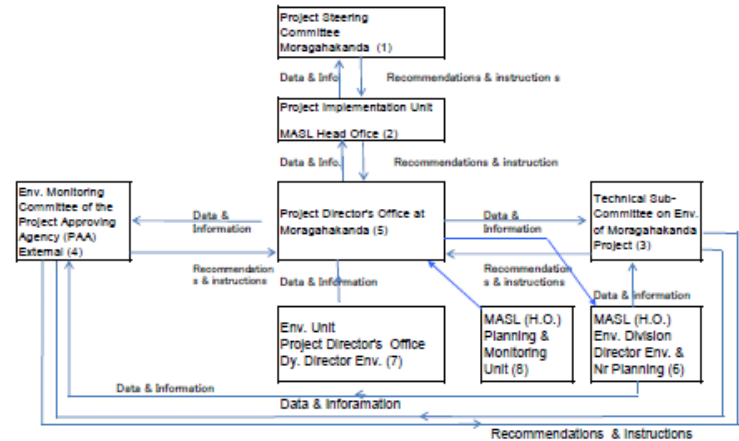 Project Steering
Committee
Moragahakanda (1)
Data & Info
Recommendations & instruction s
Project Implementation Unit
MASL Head Ofice (2)
Data & Info.
Recommendations & instruction
Env. Monitoring
Committee of the
Project Approving
Agency (PAA)
External (4)
Data &
Information
Recommendation
s & instructions
Project Director's Office at
Moragahakanda (5)
Data &
Information
Recommendation
s & instructions
Technical Sub-
Committee on Env.
of Moragahakanda
Project (3)
Data & Information
Data & information
Env. Unit
Project Director's Office
Dy. Director Env. (7)
MASL (H.O.)
Planning &
Monitoring
Unit (8)
MASL (H.O.)
Env. Division
Director Env. &
Nr Planning (6)
Data & Information
Data & Inforamation
Recommendations & Instructions